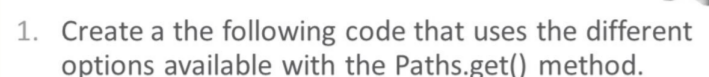 1. Create a the following code that uses the different
options available with the Paths.get() method.